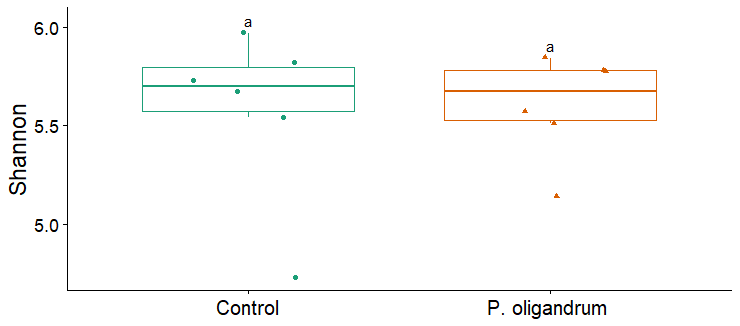 a
6.0
a
5.5
5.0
Shannon
Control
P. oligandrum